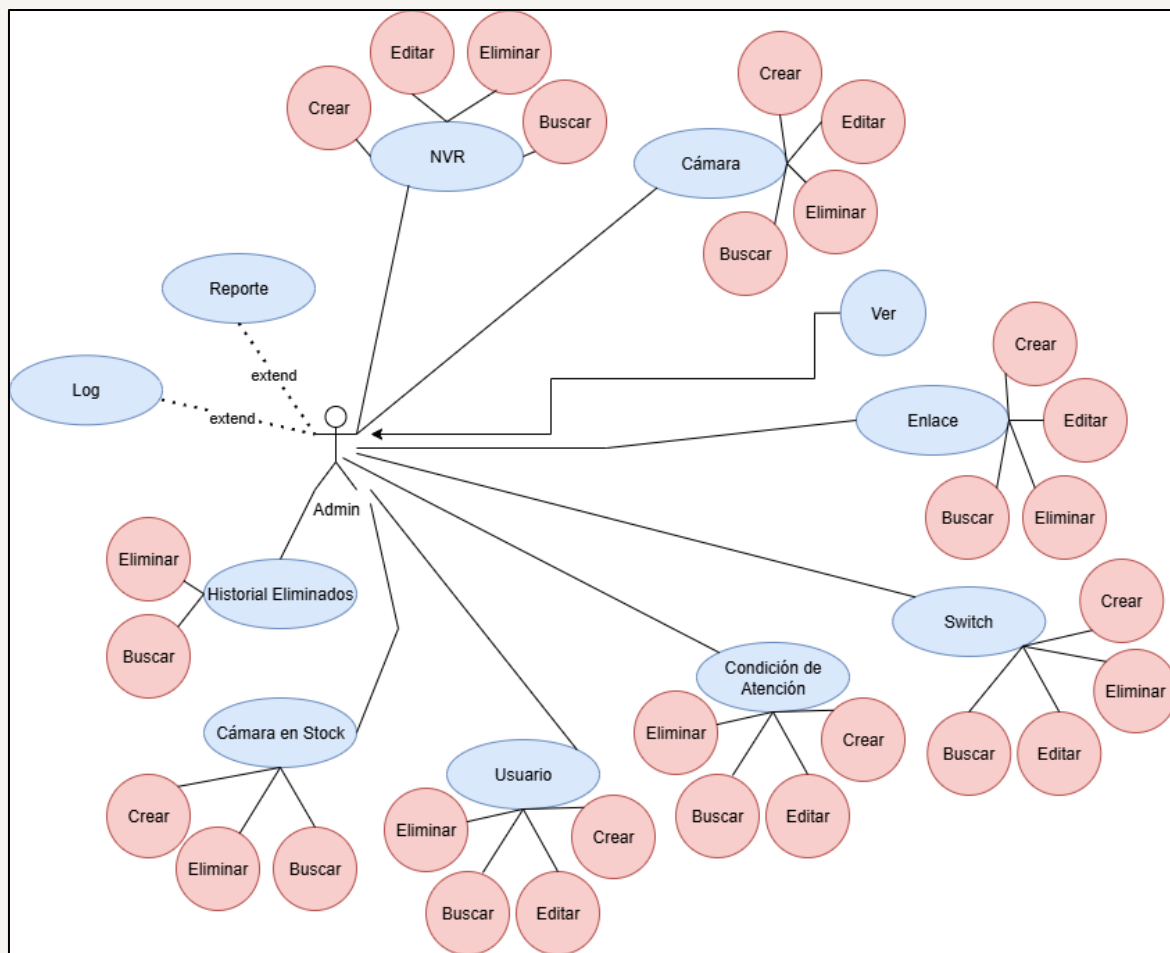 Editar
Eliminar
Crear
Buscar
NVR
Crear
Editar
Cámara
Eliminar
Buscar
Reporte
Ver
Log
extend
extend
Crear
Enlace
Editar
Buscar
Eliminar
Admin
Eliminar
Historial Eliminados
Buscar
Switch
Crear
Eliminar
Buscar
Editar
Condición de
Atención
Eliminar
Crear
Buscar
Editar
Cámara en Stock
Crear
Eliminar
Buscar
Usuario
Eliminar
Crear
Buscar
Editar